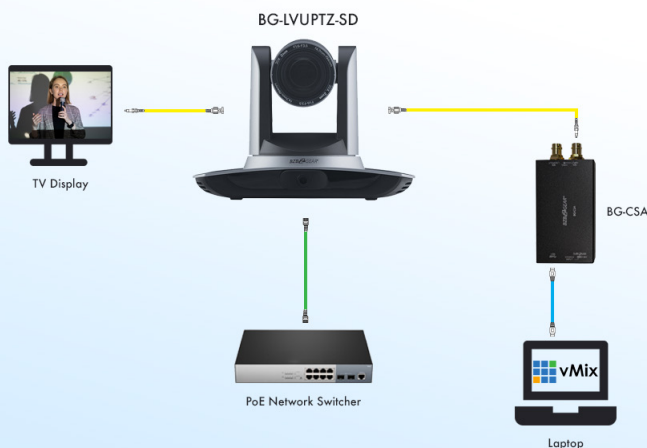 BG-LVUPTZ-SD
TV Display
BG-CSA
vMix
PoE Network Switcher
Laptop